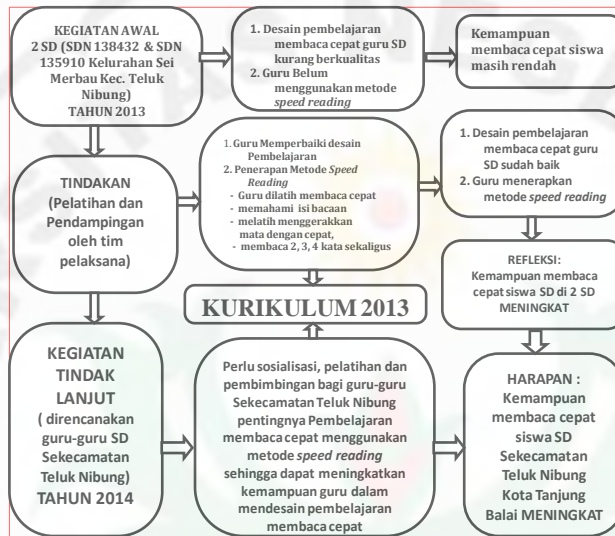 KEGIATAN AWAL
2 SD (SDN 138432 & SDN
135910 Kelurahan Sei
Merbau Kec. Teluk
Nibung)
TAHUN 2013
1. Desain pembelajaran
membaca cepat guru SD
kurang berkualitas
2. Guru Belum
menggunakan metode
speed reading
Kemampuan
membaca cepat siswa
masih rendah
TINDAKAN
(Pelatihan dan
Pendampingan
oleh tim
pelaksana)
1. Guru Memperbaiki desain
Pembelajaran
2. Penerapan Metode Speed
Reading
- Guru dilatih membaca cepat
- memahami isi bacaan
- melatih menggerakkan
mata dengan cepat,
- membaca 2, 3, 4 kata sekaligus
1. Desain pembelajaran
membaca cepat guru
SD sudah baik
2. Guru menerapkan
metode speed reading
REFLEKSI:
Kemampuan membaca
cepat siswa SD di 2 SD
MENINGKAT
KURIKULUM 2013
KEGIATAN
TINDAK
LANJUT
( direncanakan
guru-guru SD
Sekecamatan
Teluk Nibung)
TAHUN 2014
Perlu sosialisasi, pelatihan dan
pembimbingan bagi guru-guru
Sekecamatan Teluk Nibung
pentingnya Pembelajaran
membaca cepat menggunakan
metode speed reading
sehingga dapat meningkatkan
kemampuan guru dalam
mendesain pembelajaran
membaca cepat
HARAPAN :
Kemampuan
membaca cepat
siswa SD
Sekecamatan
Teluk Nibung
Kota Tanjung
Balai MENINGKAT